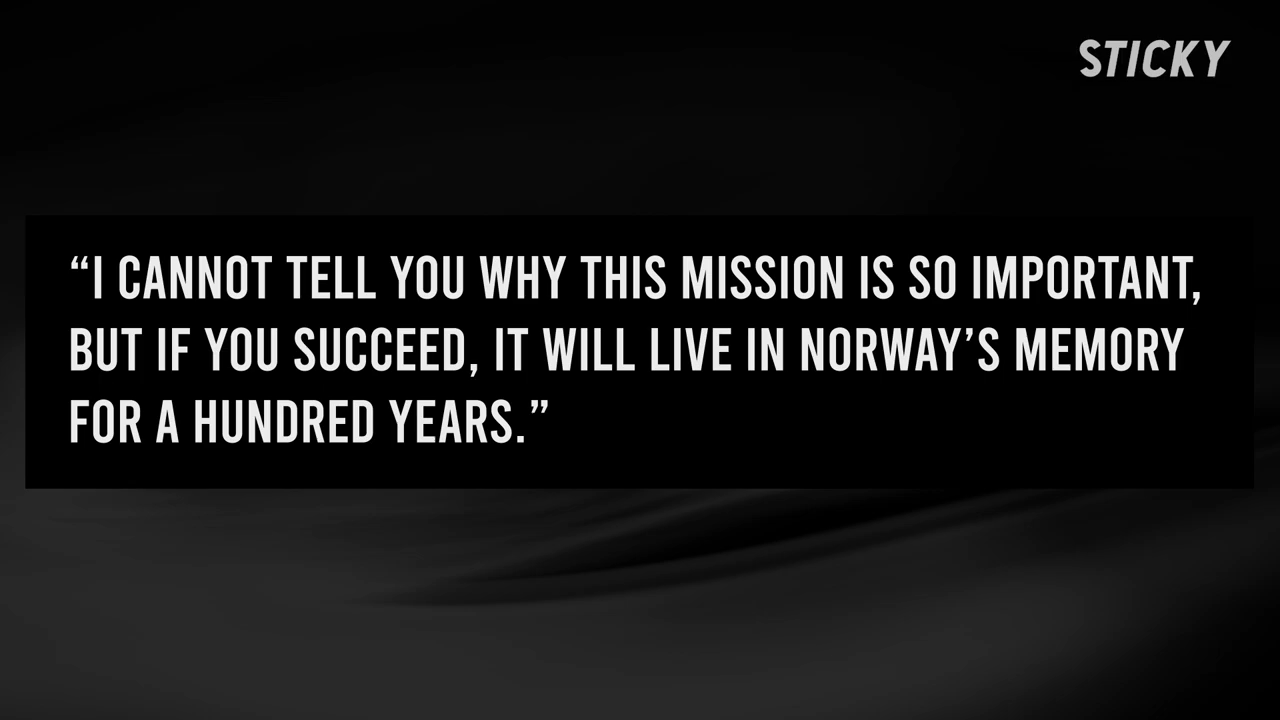 STICKY
“I CANNOT TELL YOU WHY THIS MISSION IS SO IMPORTANT,
BUT IF YOU SUCCEED, IT WILL LIVE IN NORWAY’S MEMORY
FOR A HUNDRED YEARS.”